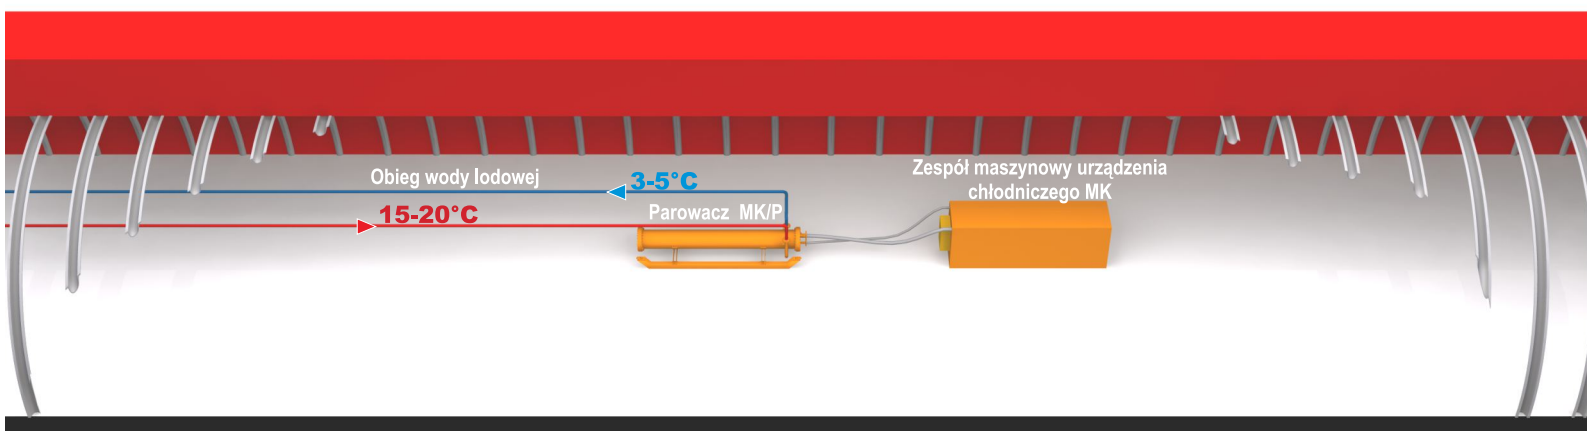 Obieg wody lodowej
3-5°C
15-20°C
Parowacz MK/P
Zespół maszynowy urządzenia
chłodniczego MK